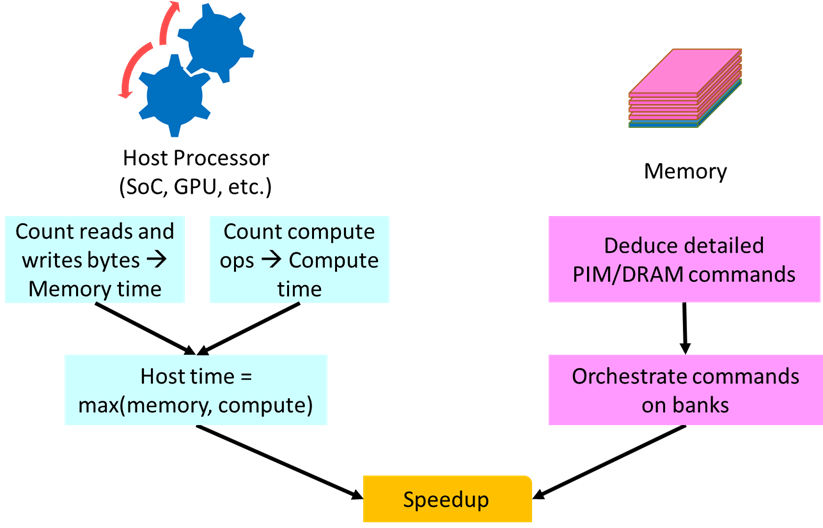 Host Processor
(SoC, GPU, etc.)
Memory
Count reads and
writes bytes →
Memory time
Count compute
ops → Compute
time
Deduce detailed
PIM/DRAM commands
Host time =
max(memory, compute)
Orchestrate commands
on banks
Speedup